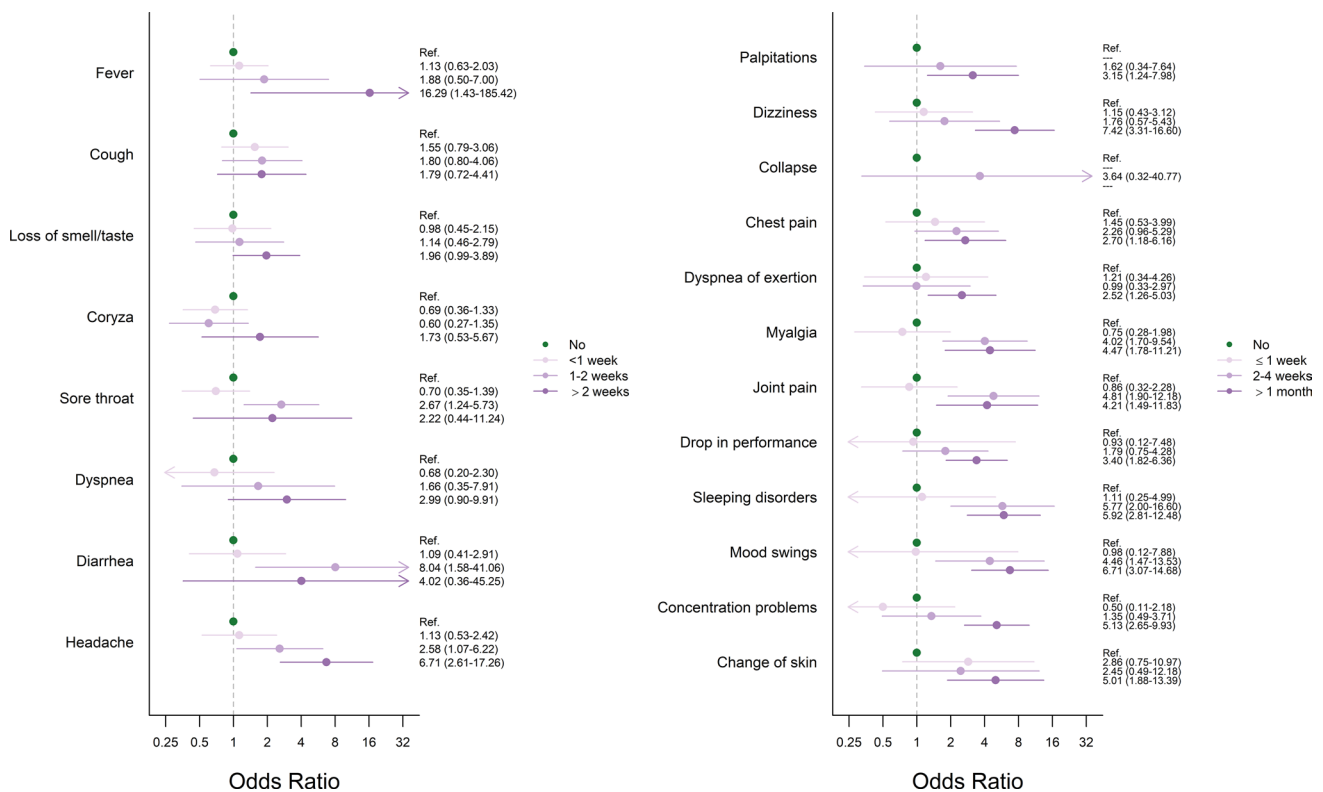 Fever
Ref.
1.13 (0.63-2.03)
1.88 (0.50-7.00)
16.29 (1.43-185.42)
Cough
Ref.
1.55 (0.79-3.06)
1.80 (0.80-4.06)
1.79 (0.72-4.41)
Loss of smell/taste
Ref.
0.98 (0.45-2.15)
1.14 (0.46-2.79)
1.96 (0.99-3.89)
Coryza
Ref.
0.69 (0.36-1.33)
0.60 (0.27-1.35)
1.73 (0.53-5.67)
Sore throat
Ref.
0.70 (0.35-1.39)
2.67 (1.24-5.73)
2.22 (0.44-11.24)
Dyspnea
Ref.
0.68 (0.20-2.30)
1.66 (0.35-7.91)
2.99 (0.90-9.91)
Diarrhea
Ref.
1.09 (0.41-2.91)
8.04 (1.58-41.06)
4.02 (0.36-45.25)
Headache
Ref.
1.13 (0.53-2.42)
2.58 (1.07-6.22)
6.71 (2.61-17.26)
No
<1 week
1-2 weeks
> 2 weeks
0.25 0.5 1 2 4 8 16 32
Odds Ratio
Palpitations
Ref.
---
1.62 (0.34-7.64)
3.15 (1.24-7.98)
Dizziness
Ref.
1.15 (0.43-3.12)
1.76 (0.57-5.43)
7.42 (3.31-16.60)
Collapse
Ref.
---
3.64 (0.32-40.77)
---
Chest pain
Ref.
1.45 (0.53-3.99)
2.26 (0.96-5.29)
2.70 (1.18-6.16)
Dyspnea of exertion
Ref.
1.21 (0.34-4.26)
0.99 (0.33-2.97)
2.52 (1.26-5.03)
Myalgia
Ref.
0.75 (0.28-1.98)
4.02 (1.70-9.54)
4.47 (1.78-11.21)
Joint pain
Ref.
0.86 (0.32-2.28)
4.81 (1.90-12.18)
4.21 (1.49-11.83)
Drop in performance
Ref.
0.93 (0.12-7.48)
1.79 (0.75-4.28)
3.40 (1.82-6.36)
Sleeping disorders
Ref.
1.11 (0.25-4.99)
5.77 (2.00-16.60)
5.92 (2.81-12.48)
Mood swings
Ref.
0.98 (0.12-7.88)
4.46 (1.47-13.53)
6.71 (3.07-14.68)
Concentration problems
Ref.
0.50 (0.11-2.18)
1.35 (0.49-3.71)
5.13 (2.65-9.93)
Change of skin
Ref.
2.86 (0.75-10.97)
2.45 (0.49-12.18)
5.01 (1.88-13.39)
No
≤ 1 week
2-4 weeks
> 1 month
0.25 0.5 1 2 4 8 16 32
Odds Ratio